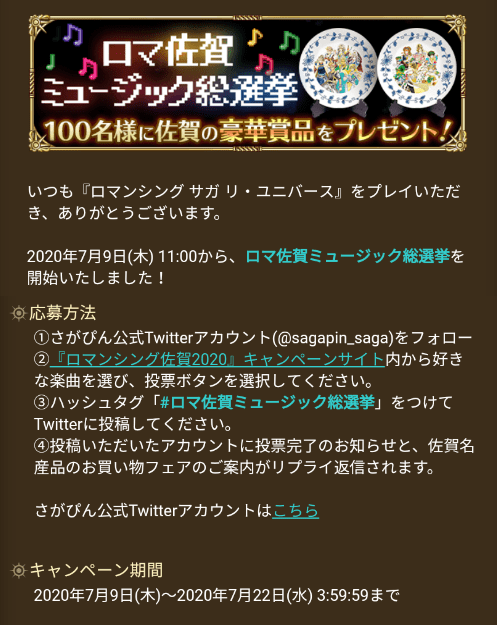 ロマ佐賀
ミュージック総選挙
100名様に佐賀の豪華賞品をプレゼント!
いつも『ロマンシング サガ リ・ユニバース』をプレイいただ
き、ありがとうございます。
2020年7月9日(木) 11:00から、ロマ佐賀ミュージック総選挙を
開始いたしました！
応募方法
①さがぴん公式Twitterアカウント(@sagapin_saga)をフォロー
②『ロマンシング佐賀2020』キャンペーンサイト内から好き
な楽曲を選び、投票ボタンを選択してください。
③ハッシュタグ「#ロマ佐賀ミュージック総選挙」をつけて
Twitterに投稿してください。
④投稿いただいたアカウントに投票完了のお知らせと、佐賀名
産品のお買い物フェアのご案内がリプライ返信されます。
さがぴん公式Twitterアカウントはこちら
キャンペーン期間
2020年7月9日(木)～2020年7月22日(水) 3:59:59まで